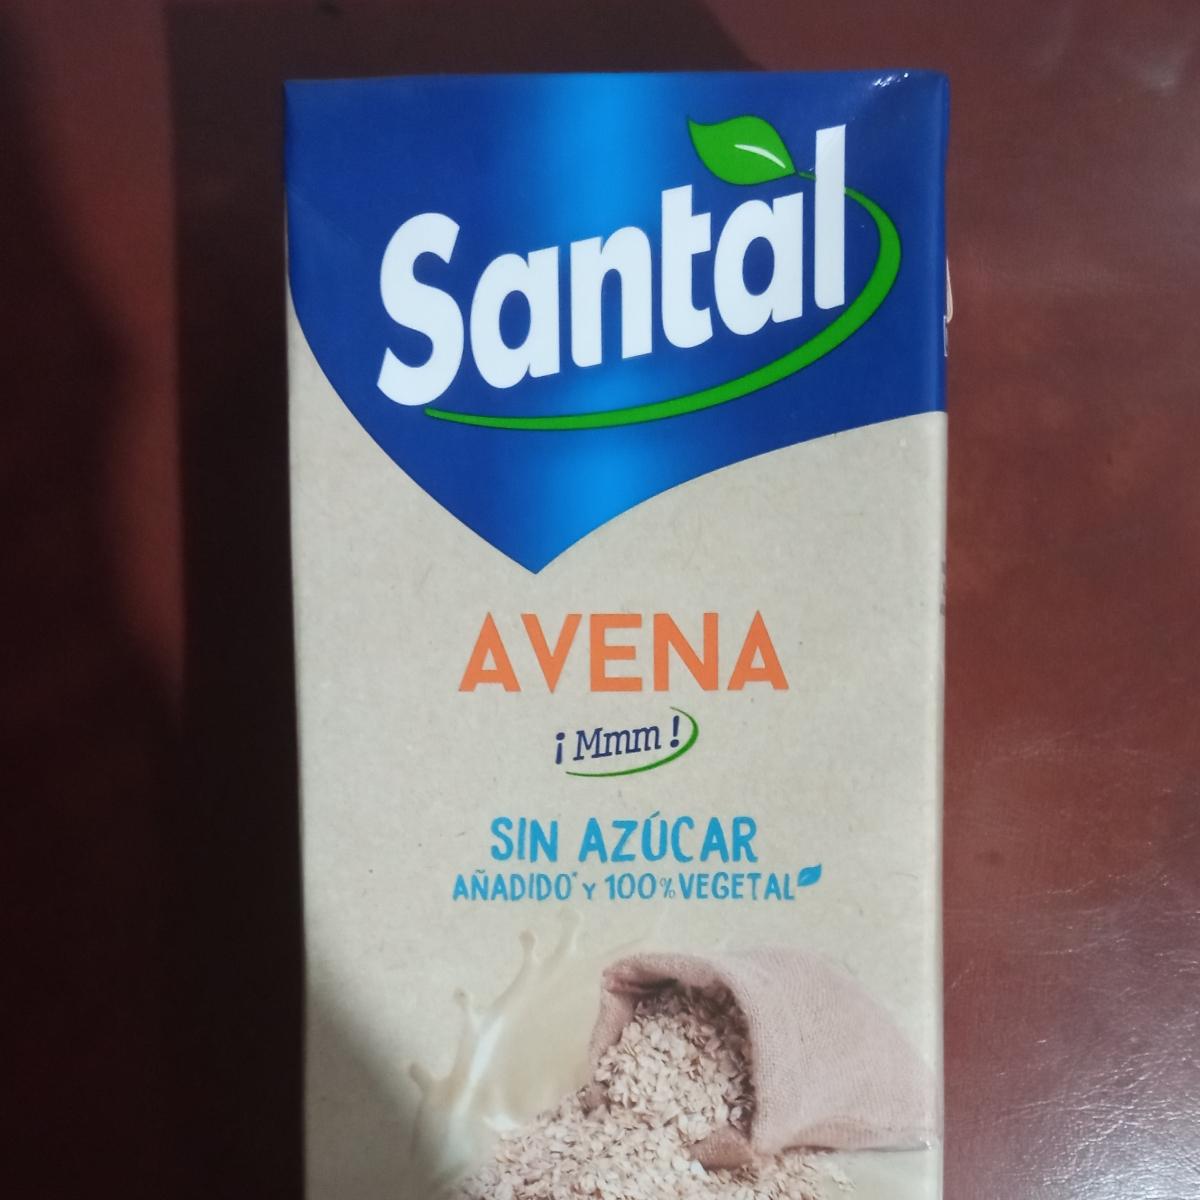 Santal
AVENA
¡Mmm!
SIN AZÚCAR
AÑADIDO* Y 100% VEGETAL